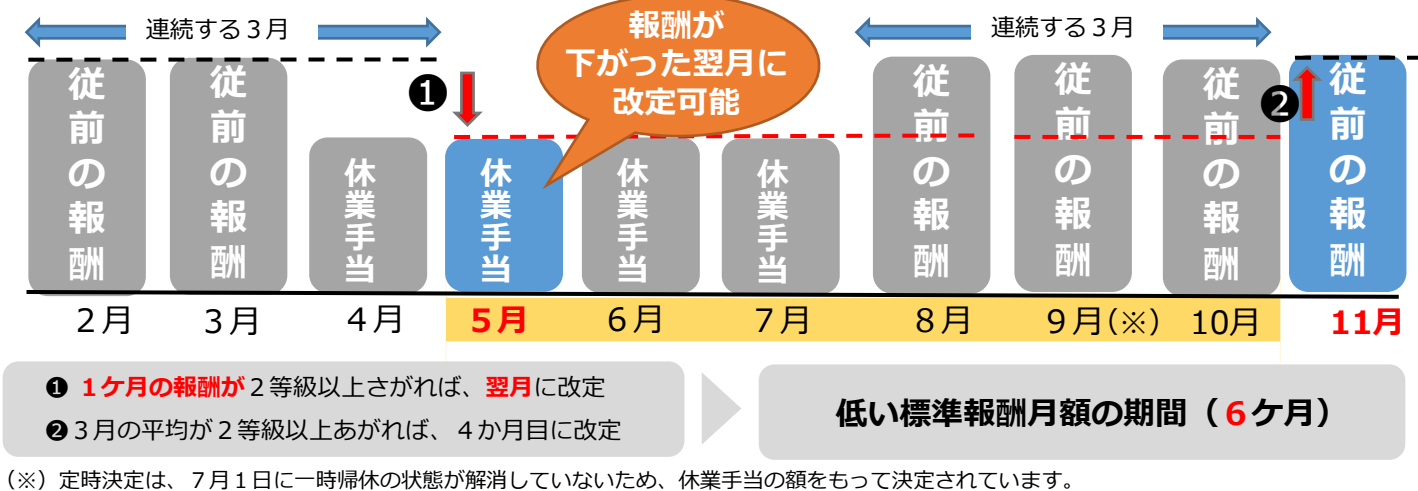 連続する３月
報酬が
下がった翌月に
改定可能
連続する３月
❶
❷
従前の報酬
従前の報酬
休業手当
休業手当
休業手当
休業手当
従前の報酬
従前の報酬
従前の報酬
従前の報酬
２月
３月
４月
５月
６月
７月
８月
９月(※)
10月
11月
❶ １ケ月の報酬が２等級以上さがれば、翌月に改定
❷３月の平均が２等級以上あがれば、４か月目に改定
低い標準報酬月額の期間（６ケ月）
（※）定時決定は、７月１日に一時帰休の状態が解消していないため、休業手当の額をもって決定されています。